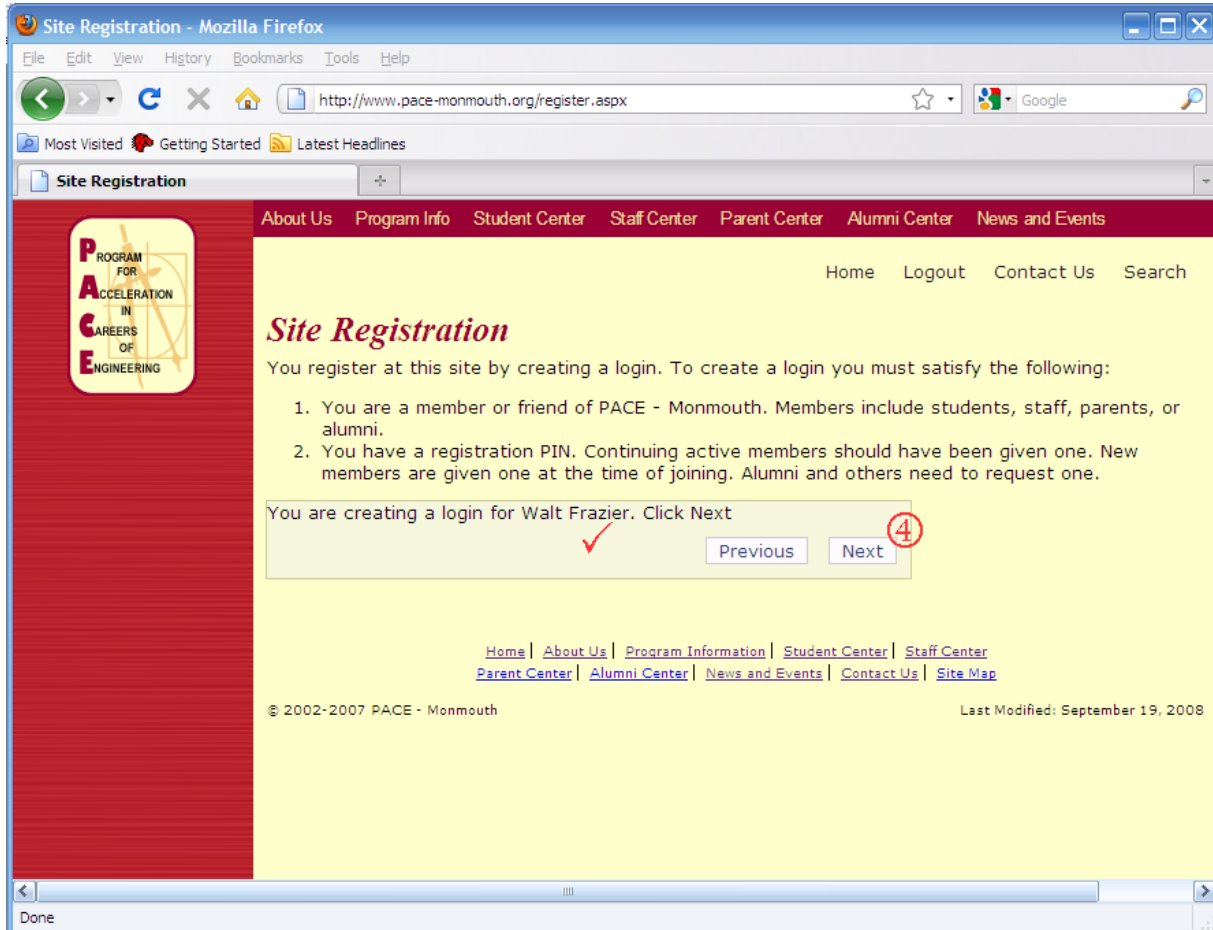 Site Registration - Mozilla Firefox
File Edit View History Bookmarks Tools Help
http://www.pace-monmouth.org/register.aspx
Google
Most Visited Getting Started Latest Headlines
Site Registration
PROGRAM
FOR
ACCELERATION
IN
CAREERS
OF
ENGINEERING
About Us Program Info Student Center Staff Center Parent Center Alumni Center News and Events
Home Logout Contact Us Search
Site Registration
You register at this site by creating a login. To create a login you must satisfy the following:
1. You are a member or friend of PACE - Monmouth. Members include students, staff, parents, or
alumni.
2. You have a registration PIN. Continuing active members should have been given one. New
members are given one at the time of joining. Alumni and others need to request one.
You are creating a login for Walt Frazier. Click Next
4
Previous Next
Home | About Us | Program Information | Student Center | Staff Center
Parent Center | Alumni Center | News and Events | Contact Us | Site Map
© 2002-2007 PACE - Monmouth Last Modified: September 19, 2008
Done